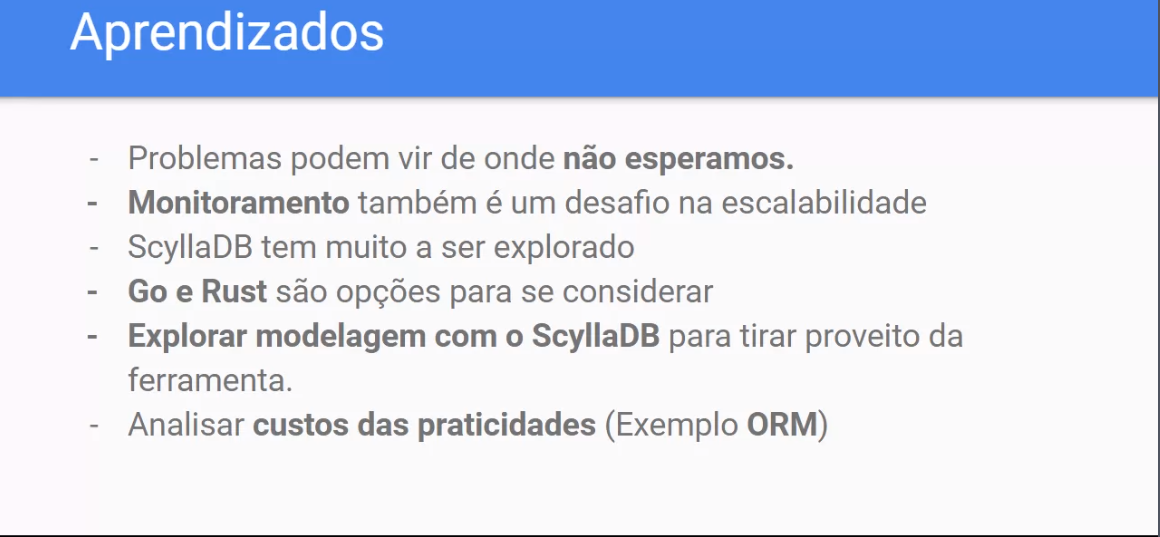 Aprendizados
- Problemas podem vir de onde não esperamos.
- Monitoramento também é um desafio na escalabilidade
- ScyllaDB tem muito a ser explorado
- Go e Rust são opções para se considerar
- Explorar modelagem com o ScyllaDB para tirar proveito da
ferramenta.
- Analisar custos das praticidades (Exemplo ORM)